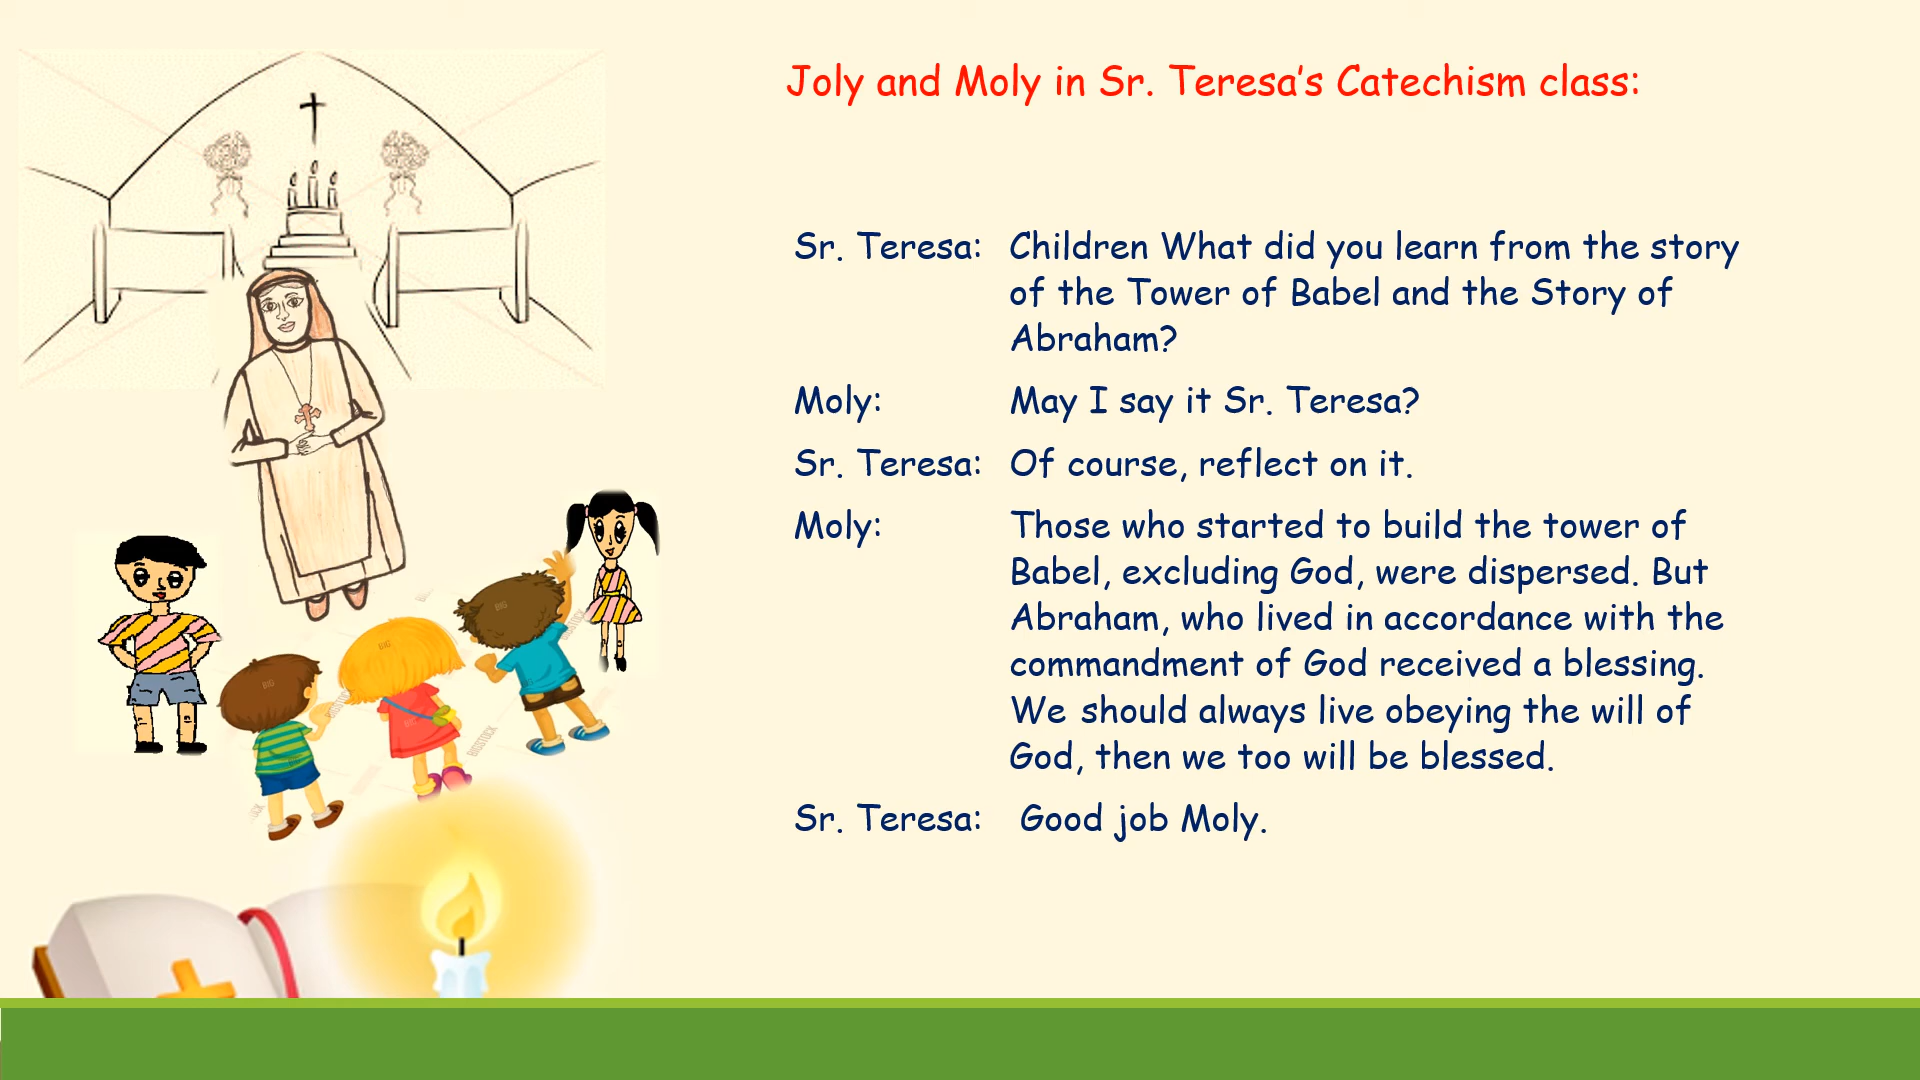 Joly and Moly in Sr. Teresa’s Catechism class:
Sr. Teresa: Children What did you learn from the story
of the Tower of Babel and the Story of
Abraham?
Moly: May I say it Sr. Teresa?
Sr. Teresa: Of course, reflect on it.
Moly: Those who started to build the tower of
Babel, excluding God, were dispersed. But
Abraham, who lived in accordance with the
commandment of God received a blessing.
We should always live obeying the will of
God, then we too will be blessed.
Sr. Teresa: Good job Moly.
BIG
BIG
BIG
BIGSTOCK